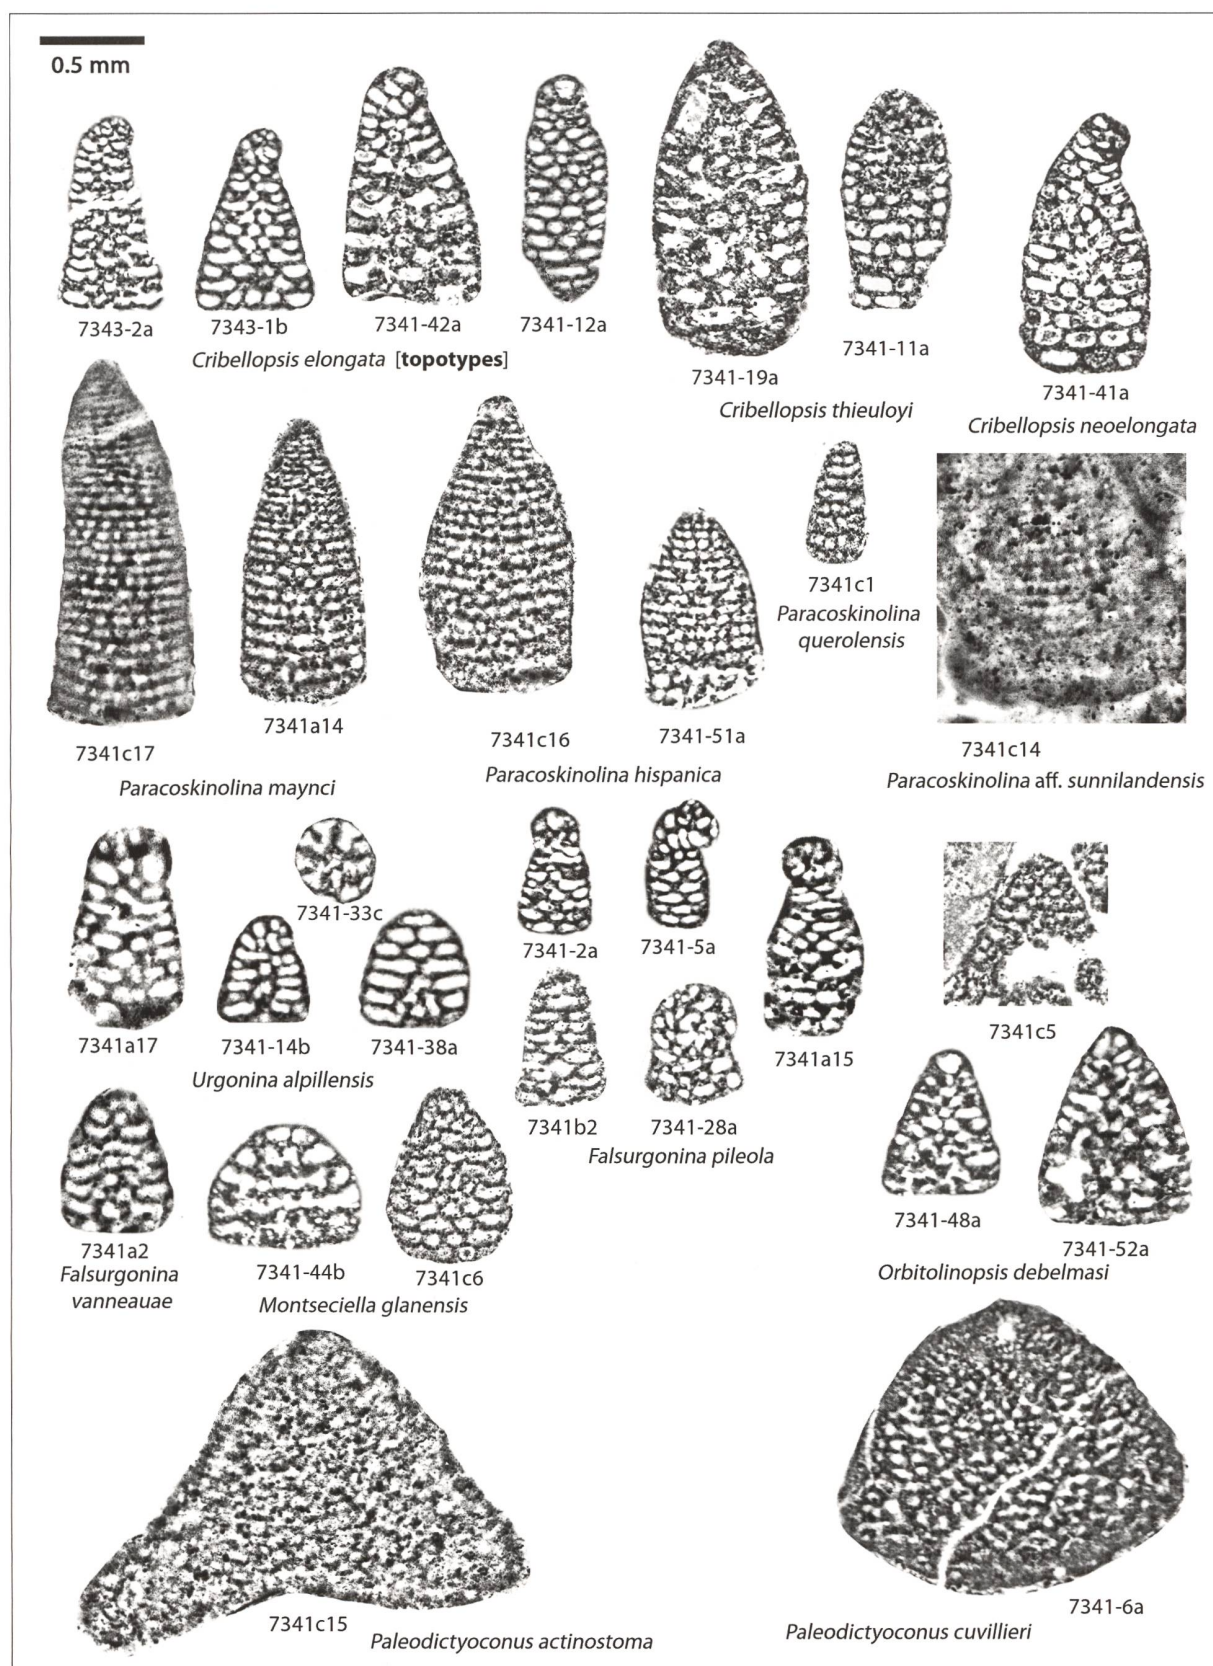 0.5 mm
7343-2a
7343-1b
7341-42a
7341-12a
Cribellopsis elongata [topotypes]
7341-19a
7341-11a
Cribellopsis thieuloyi
7341-41a
Cribellopsis neoelongata
7341c17
7341a14
Paracoskinolina maynci
7341c16
7341-51a
Paracoskinolina hispanica
7341c1
Paracoskinolina
querolensis
7341c14
Paracoskinolina aff. sunnilandensis
7341-33c
7341a17
7341-14b
7341-38a
Urgonina alpillensis
7341-2a
7341-5a
7341a15
7341b2
7341-28a
Falsurgonina pileola
7341c5
7341-48a
7341-52a
Orbitolinopsis debelmasi
7341a2
Falsurgonina
vanneauae
7341-44b
7341c6
Montseciella glanensis
7341c15
Paleodictyoconus actinostoma
7341-6a
Paleodictyoconus cuvillieri